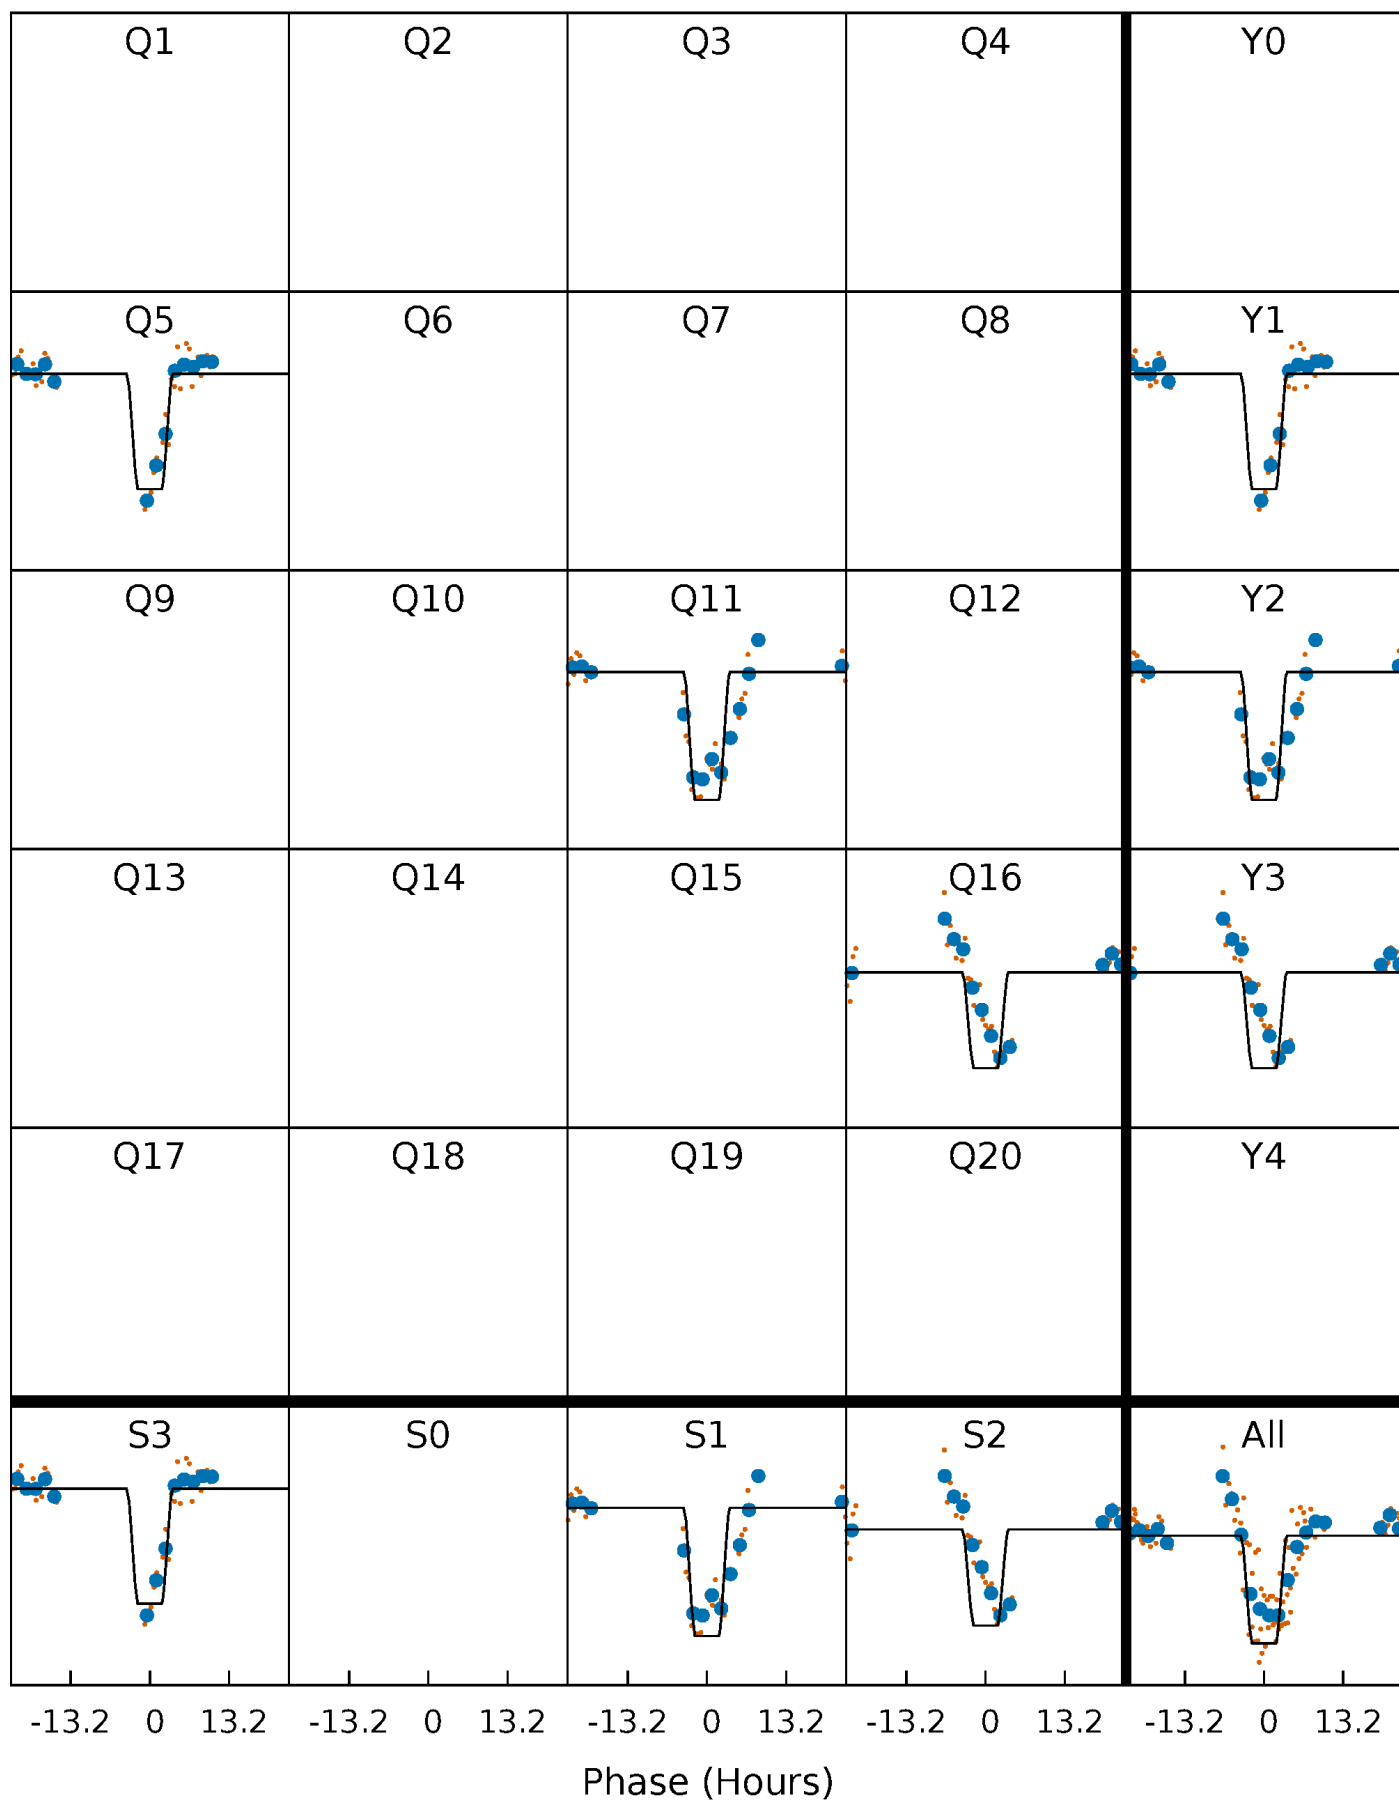 Q1 Q2 Q3 Q4 Y0
Q5 Q6 Q7 Q8 Y1
Q9 Q10 Q11 Q12 Y2
Q13 Q14 Q15 Q16 Y3
Q17 Q18 Q19 Q20 Y4
S3 S0 S1 S2 All
-13.2 0 13.2 -13.2 0 13.2 -13.2 0 13.2 -13.2 0 13.2 -13.2 0 13.2
Phase (Hours)